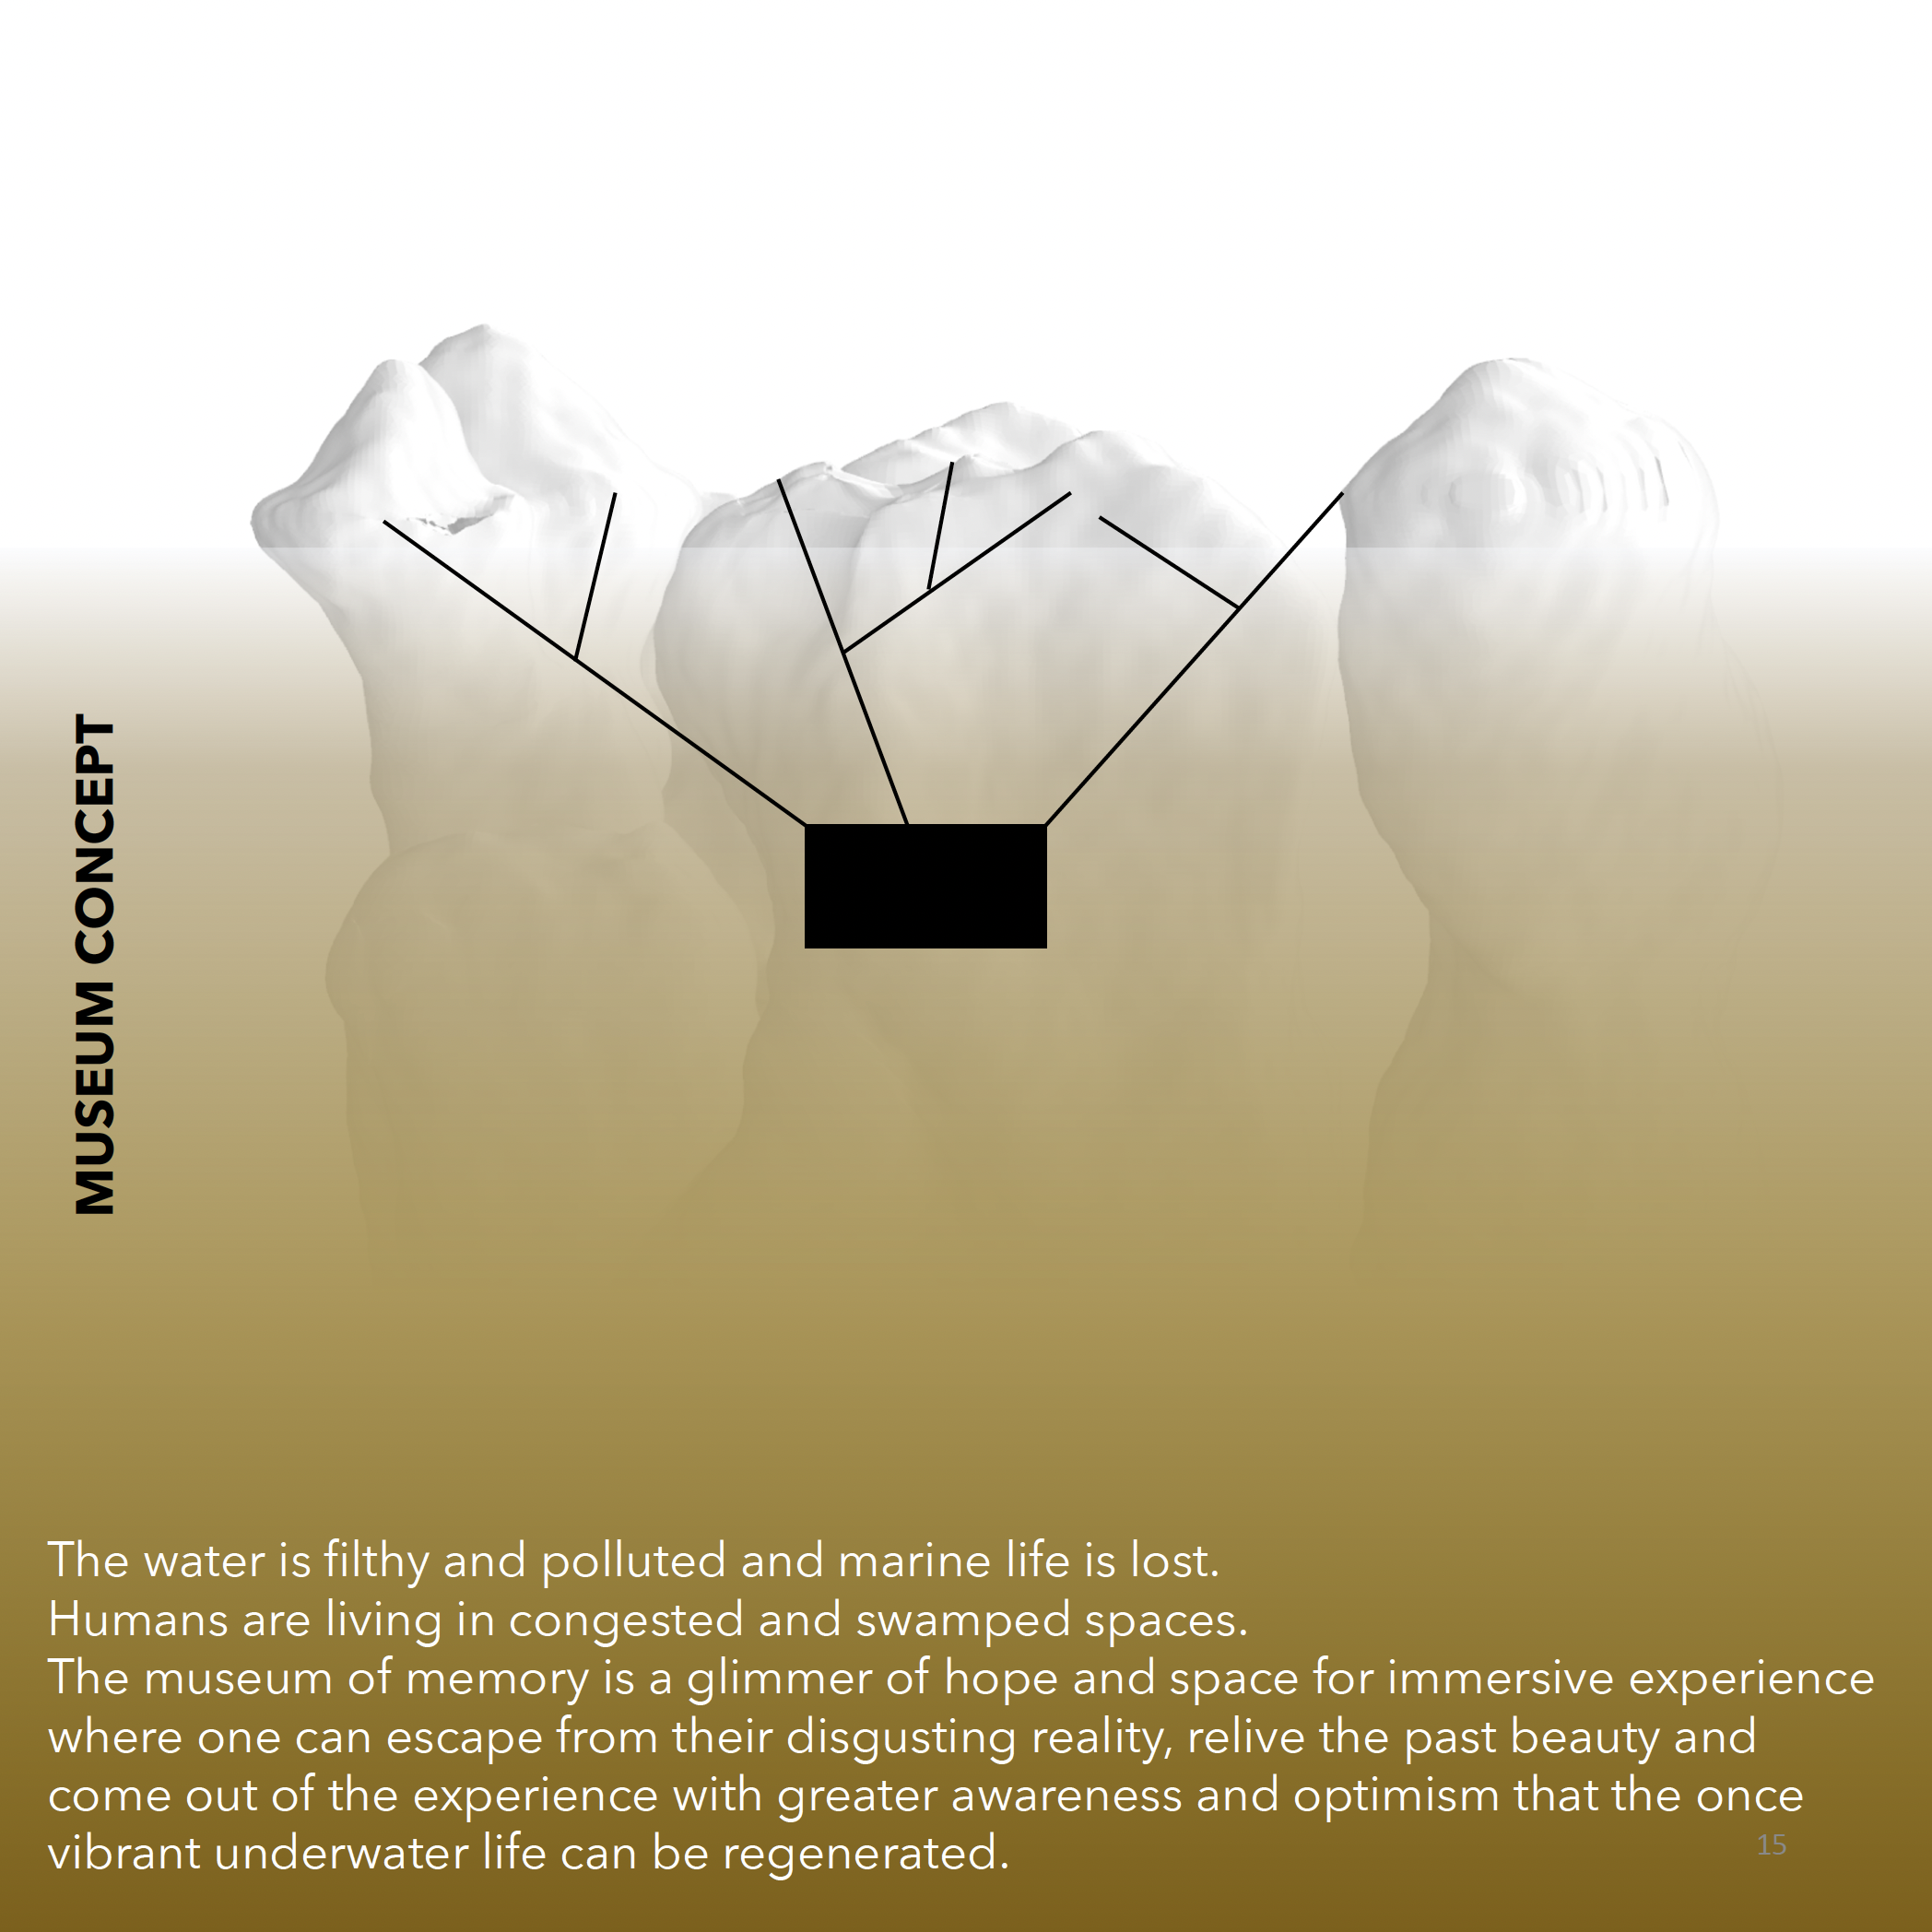 MUSEUM CONCEPT
The water is filthy and polluted and marine life is lost.
Humans are living in congested and swamped spaces.
The museum of memory is a glimmer of hope and space for immersive experience
where one can escape from their disgusting reality, relive the past beauty and
come out of the experience with greater awareness and optimism that the once
vibrant underwater life can be regenerated.
15